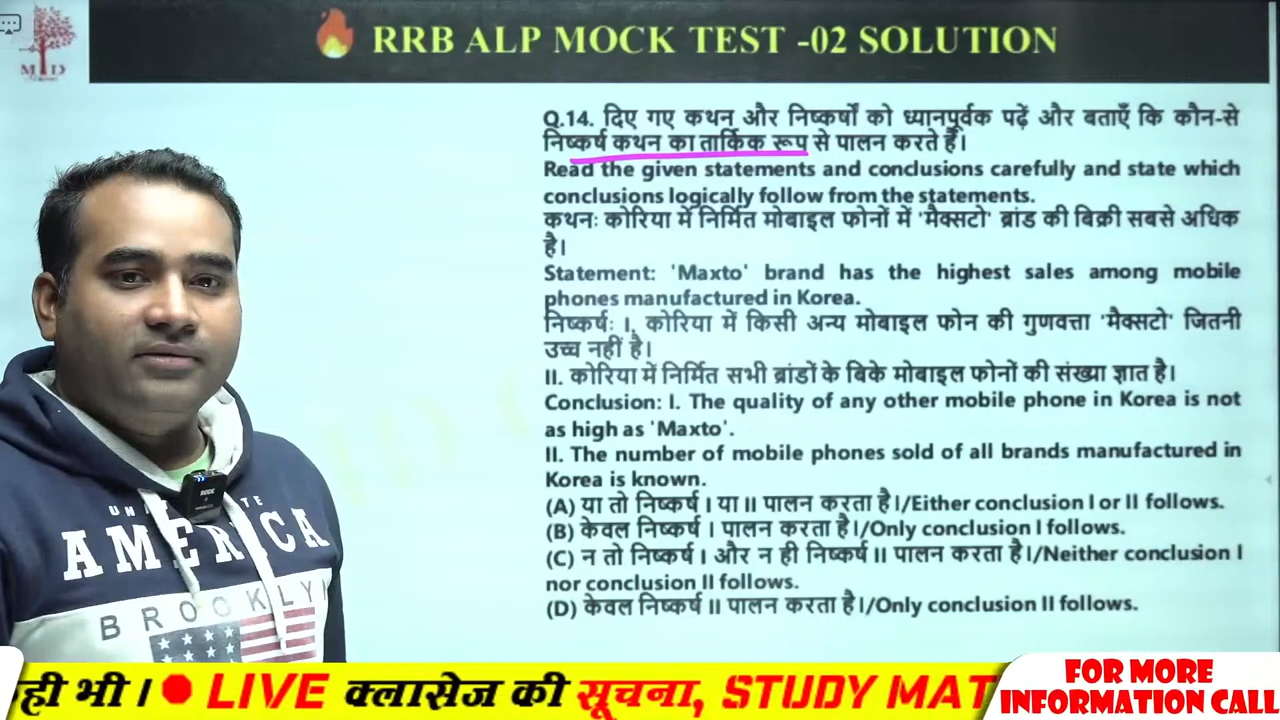 RRB ALP MOCK TEST -02 SOLUTION
M D
Q.14. दिए गए कथन और निष्कर्षों को ध्यानपूर्वक पढ़ें और बताएँ कि कौन-से
निष्कर्ष कथन का तार्किक रूप से पालन करते हैं।
Read the given statements and conclusions carefully and state which
conclusions logically follow from the statements.
कथनः कोरिया में निर्मित मोबाइल फोनों में 'मैक्सटो' ब्रांड की बिक्री सबसे अधिक
है।
Statement: 'Maxto' brand has the highest sales among mobile
phones manufactured in Korea.
निष्कर्षः I. कोरिया में किसी अन्य मोबाइल फोन की गुणवत्ता 'मैक्सटो' जितनी
उच्च नहीं है।
II. कोरिया में निर्मित सभी ब्रांडों के बिके मोबाइल फोनों की संख्या ज्ञात है।
Conclusion: I. The quality of any other mobile phone in Korea is not
as high as 'Maxto'.
II. The number of mobile phones sold of all brands manufactured in
Korea is known.
(A) या तो निष्कर्ष I या II पालन करता है।/Either conclusion I or II follows.
(B) केवल निष्कर्ष I पालन करता है।/Only conclusion I follows.
(C) न तो निष्कर्ष I और न ही निष्कर्ष II पालन करता है।/Neither conclusion I
nor conclusion II follows.
(D) केवल निष्कर्ष II पालन करता है।/Only conclusion II follows.
RODE
AMERICA
BROOKLY
ही भी। LIVE क्लासेज की सूचना, STUDY MAT
FOR MORE
INFORMATION CALL